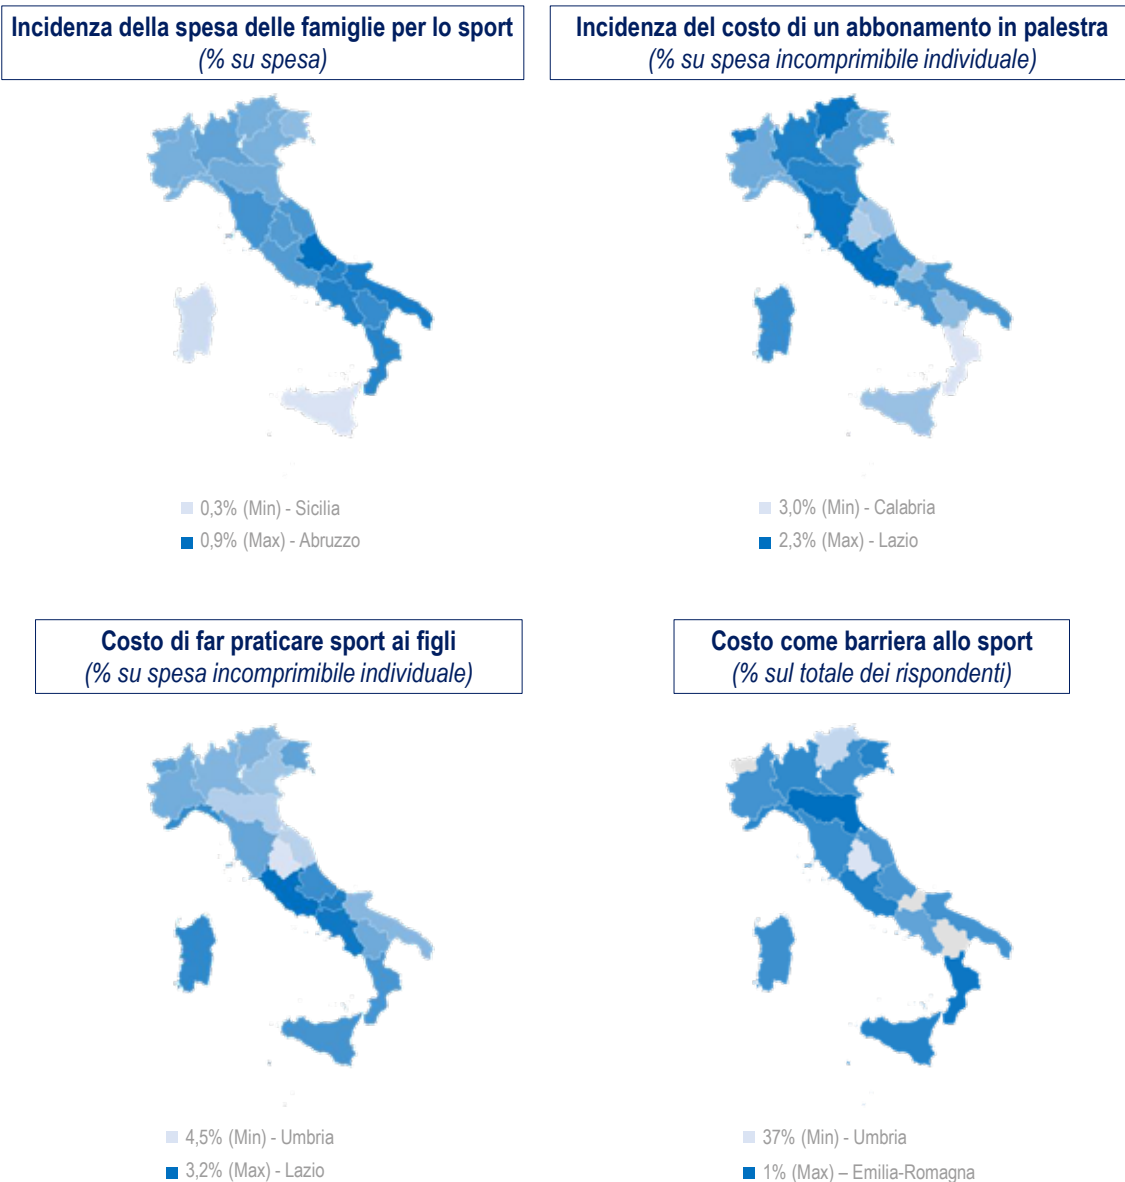 Incidenza della spesa delle famiglie per lo sport
(% su spesa)
Incidenza del costo di un abbonamento in palestra
(% su spesa incomprimibile individuale)
0,3% (Min) - Sicilia
0,9% (Max) - Abruzzo
3,0% (Min) - Calabria
2,3% (Max) - Lazio
Costo di far praticare sport ai figli
(% su spesa incomprimibile individuale)
Costo come barriera allo sport
(% sul totale dei rispondenti)
4,5% (Min) - Umbria
3,2% (Max) - Lazio
37% (Min) - Umbria
1% (Max) – Emilia-Romagna